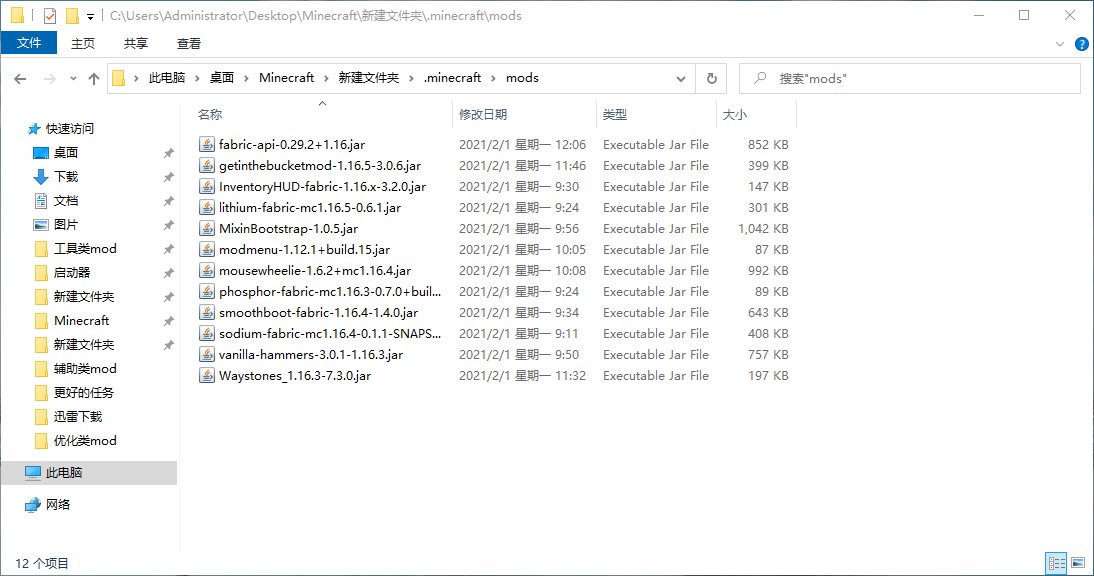 C:\Users\Administrator\Desktop\Minecraft\新建文件夹\.minecraft\mods
文件 主页 共享 查看
此电脑 桌面 Minecraft 新建文件夹 .minecraft mods 搜索"mods"
名称 修改日期 类型 大小
快速访问
桌面
下载
文档
图片
工具类mod
启动器
新建文件夹
Minecraft
新建文件夹
辅助类mod
更好的任务
迅雷下载
优化类mod
此电脑
网络
fabric-api-0.29.2+1.16.jar 2021/2/1 星期一 12:06 Executable Jar File 852 KB
getinthebucketmod-1.16.5-3.0.6.jar 2021/2/1 星期一 11:46 Executable Jar File 399 KB
InventoryHUD-fabric-1.16.x-3.2.0.jar 2021/2/1 星期一 9:30 Executable Jar File 147 KB
lithium-fabric-mc1.16.5-0.6.1.jar 2021/2/1 星期一 9:24 Executable Jar File 301 KB
MixinBootstrap-1.0.5.jar 2021/2/1 星期一 9:56 Executable Jar File 1,042 KB
modmenu-1.12.1+build.15.jar 2021/2/1 星期一 10:05 Executable Jar File 87 KB
mousewheelie-1.6.2+mc1.16.4.jar 2021/2/1 星期一 10:08 Executable Jar File 992 KB
phosphor-fabric-mc1.16.3-0.7.0+buil... 2021/2/1 星期一 9:24 Executable Jar File 89 KB
smoothboot-fabric-1.16.4-1.4.0.jar 2021/2/1 星期一 9:34 Executable Jar File 643 KB
sodium-fabric-mc1.16.4-0.1.1-SNAPS... 2021/2/1 星期一 9:11 Executable Jar File 408 KB
vanilla-hammers-3.0.1-1.16.3.jar 2021/2/1 星期一 9:50 Executable Jar File 757 KB
Waystones_1.16.3-7.3.0.jar 2021/2/1 星期一 11:32 Executable Jar File 197 KB
12 个项目